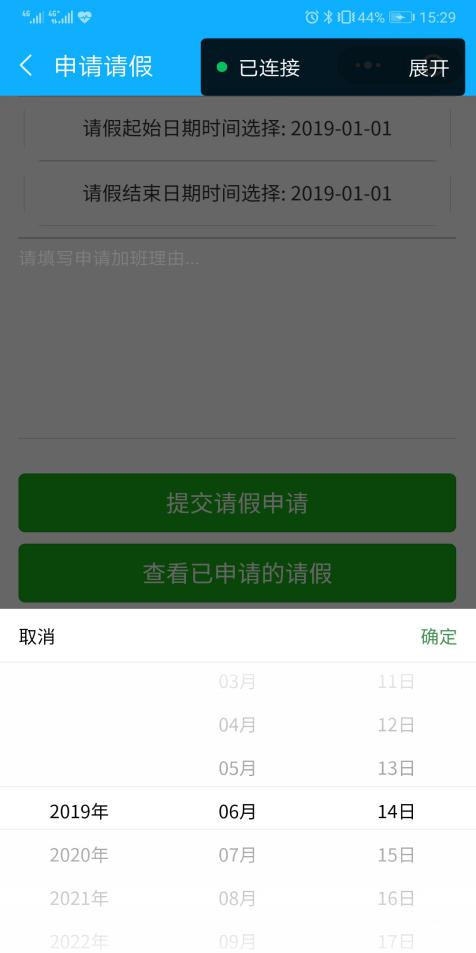 4G 4G+ 44% 15:29
申请请假 已连接 展开
请假起始日期时间选择: 2019-01-01
请假结束日期时间选择: 2019-01-01
请填写申请加班理由...
提交请假申请
查看已申请的请假
取消 确定
03月 11日
04月 12日
05月 13日
2019年 06月 14日
2020年 07月 15日
2021年 08月 16日
2022年 09月 17日